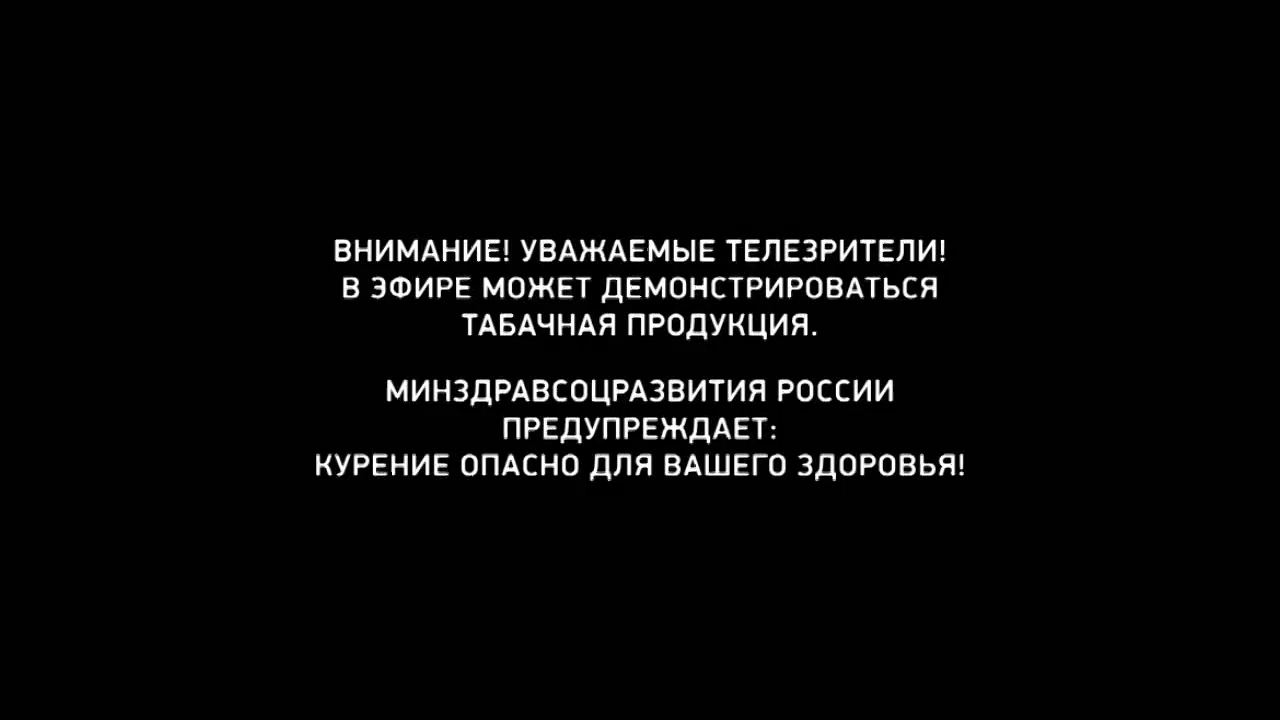 ВНИМАНИЕ! УВАЖАЕМЫЕ ТЕЛЕЗРИТЕЛИ!
В ЭФИРЕ МОЖЕТ ДЕМОНСТРИРОВАТЬСЯ
ТАБАЧНАЯ ПРОДУКЦИЯ.
МИНЗДРАВСОЦРАЗВИТИЯ РОССИИ
ПРЕДУПРЕЖДАЕТ:
КУРЕНИЕ ОПАСНО ДЛЯ ВАШЕГО ЗДОРОВЬЯ!